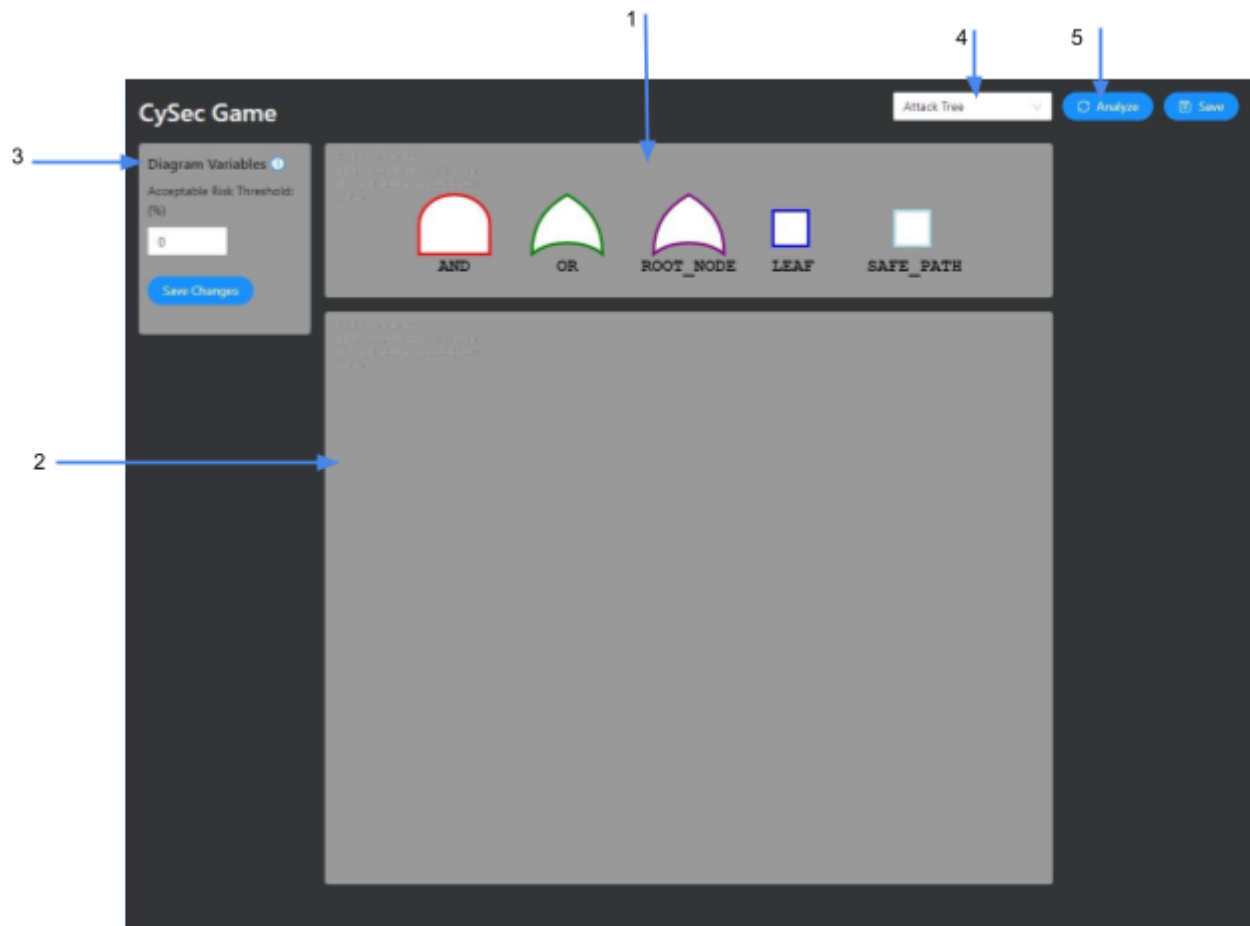 1
4
5
CySec Game
Attack Tree
Analyze
Save
3
Diagram Variables
Acceptable Risk Threshold:
(%)
0
Save Changes
AND OR ROOT_NODE LEAF SAFE_PATH
2